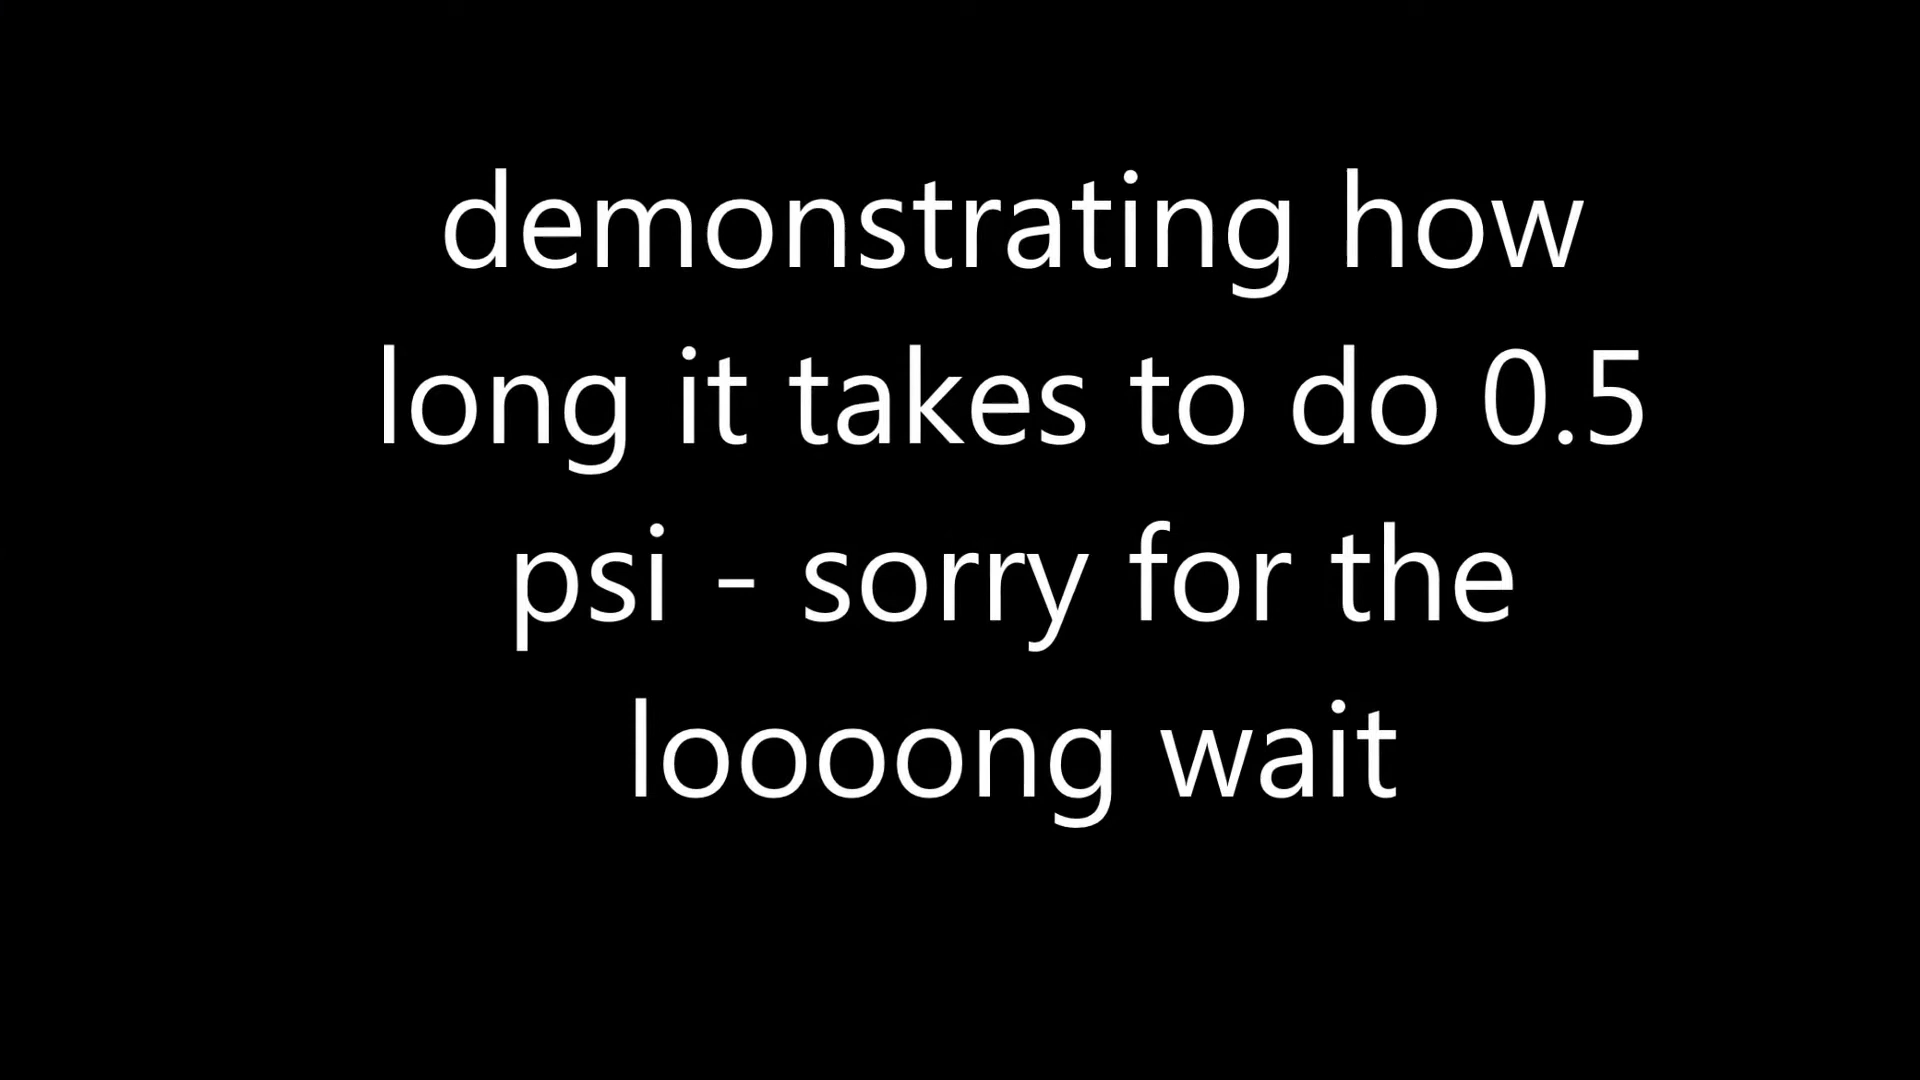 demonstrating how
long it takes to do 0.5
psi - sorry for the
loooong wait